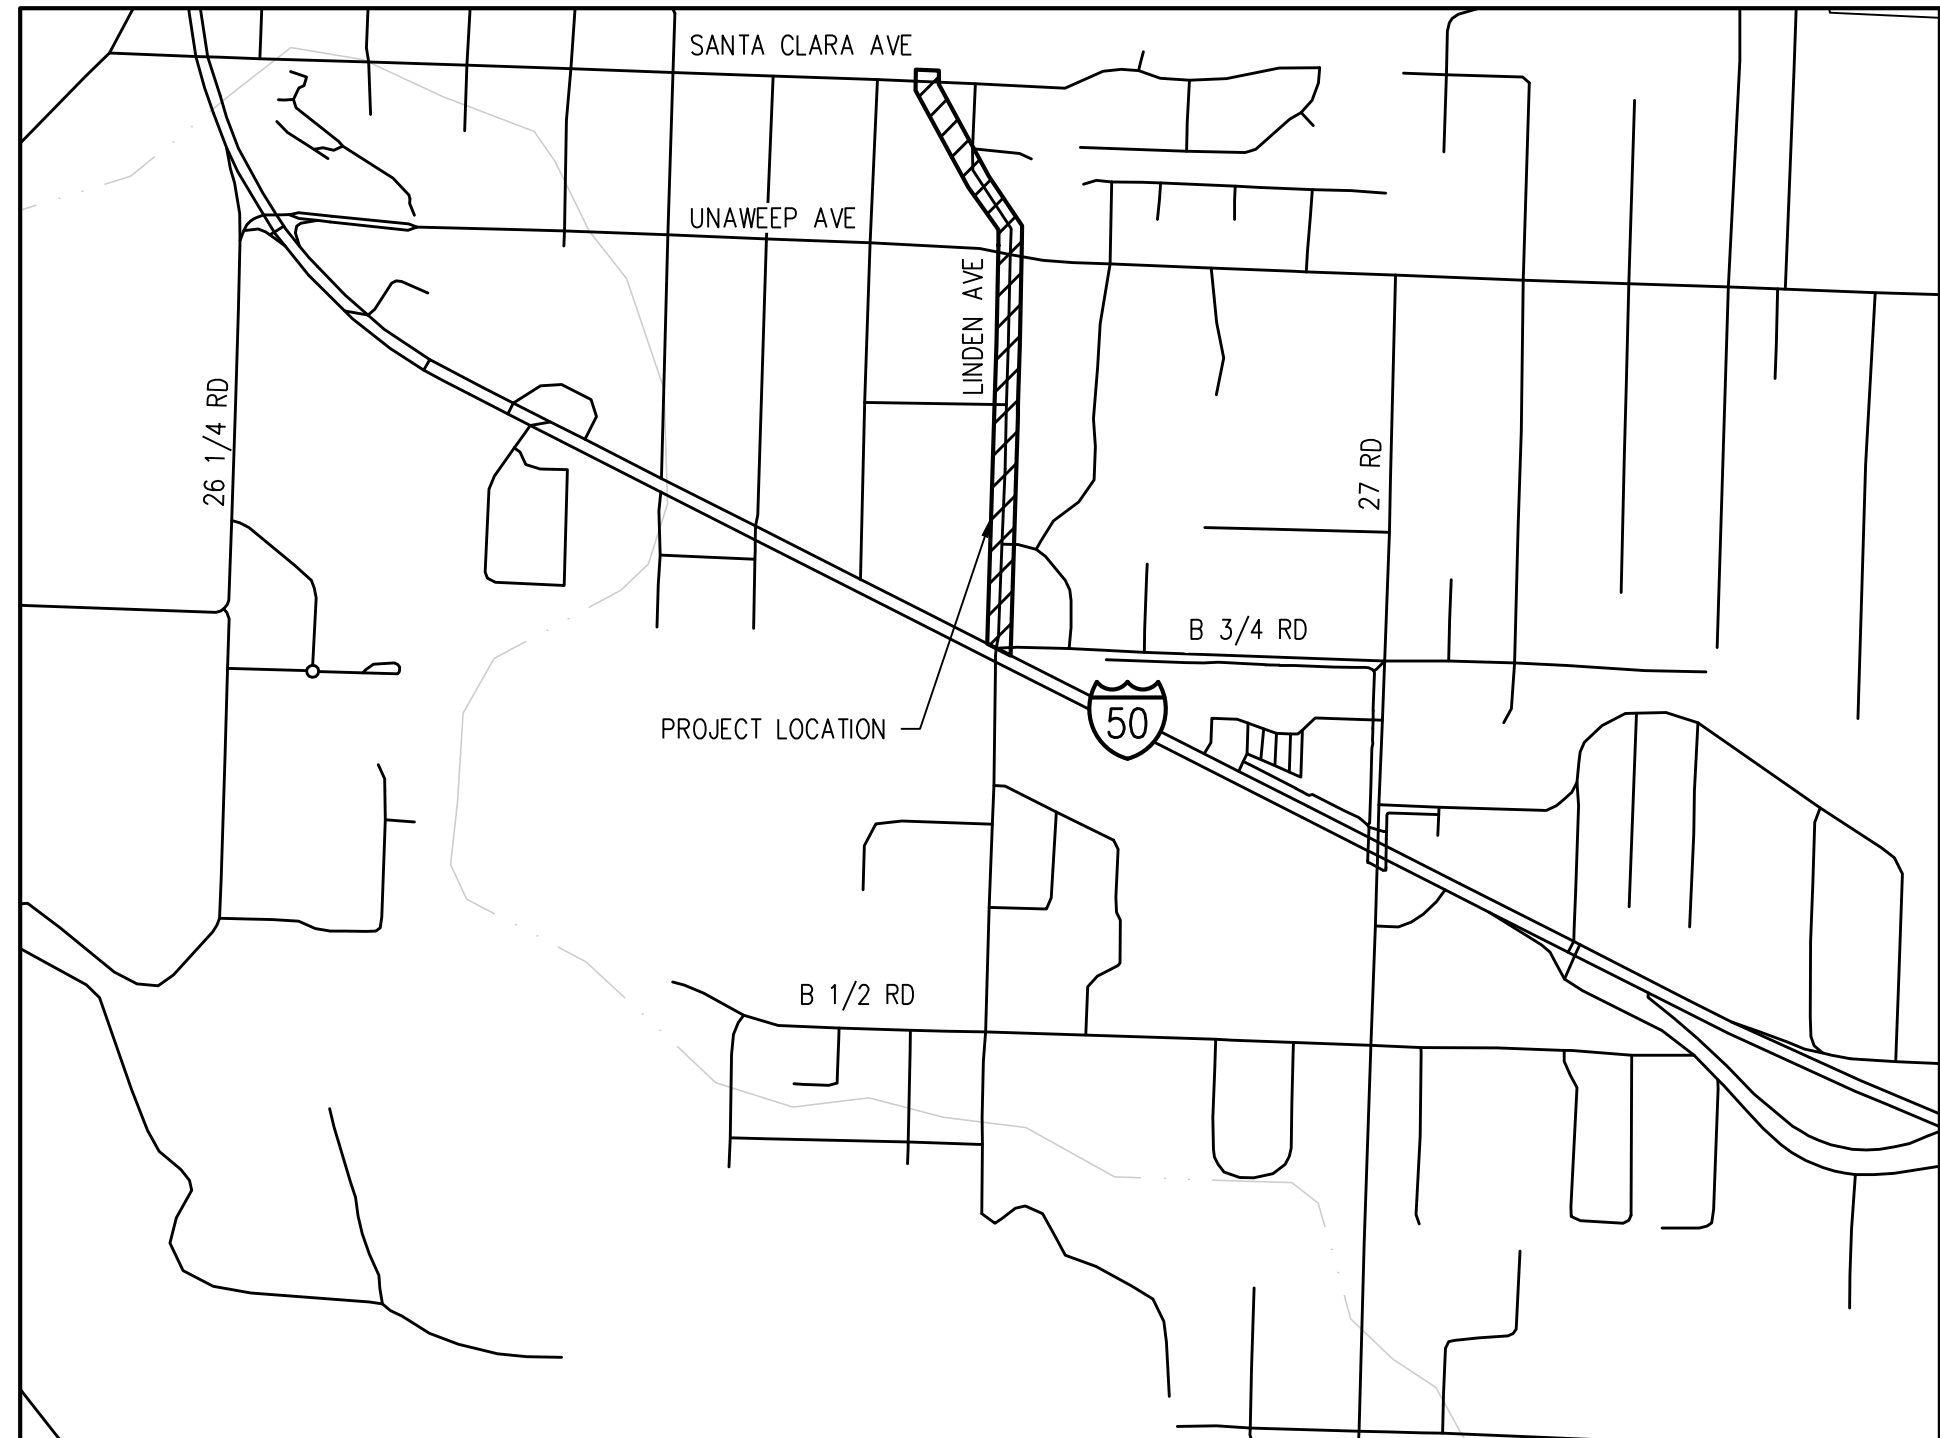 SANTA CLARA AVE
UNAWEEP AVE
LINDEN AVE
26 1/4 RD
27 RD
B 3/4 RD
PROJECT LOCATION
50
B 1/2 RD